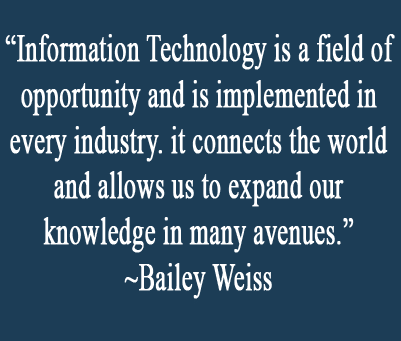 “Information Technology is a field of
opportunity and is implemented in
every industry. it connects the world
and allows us to expand our
knowledge in many avenues.”
~Bailey Weiss